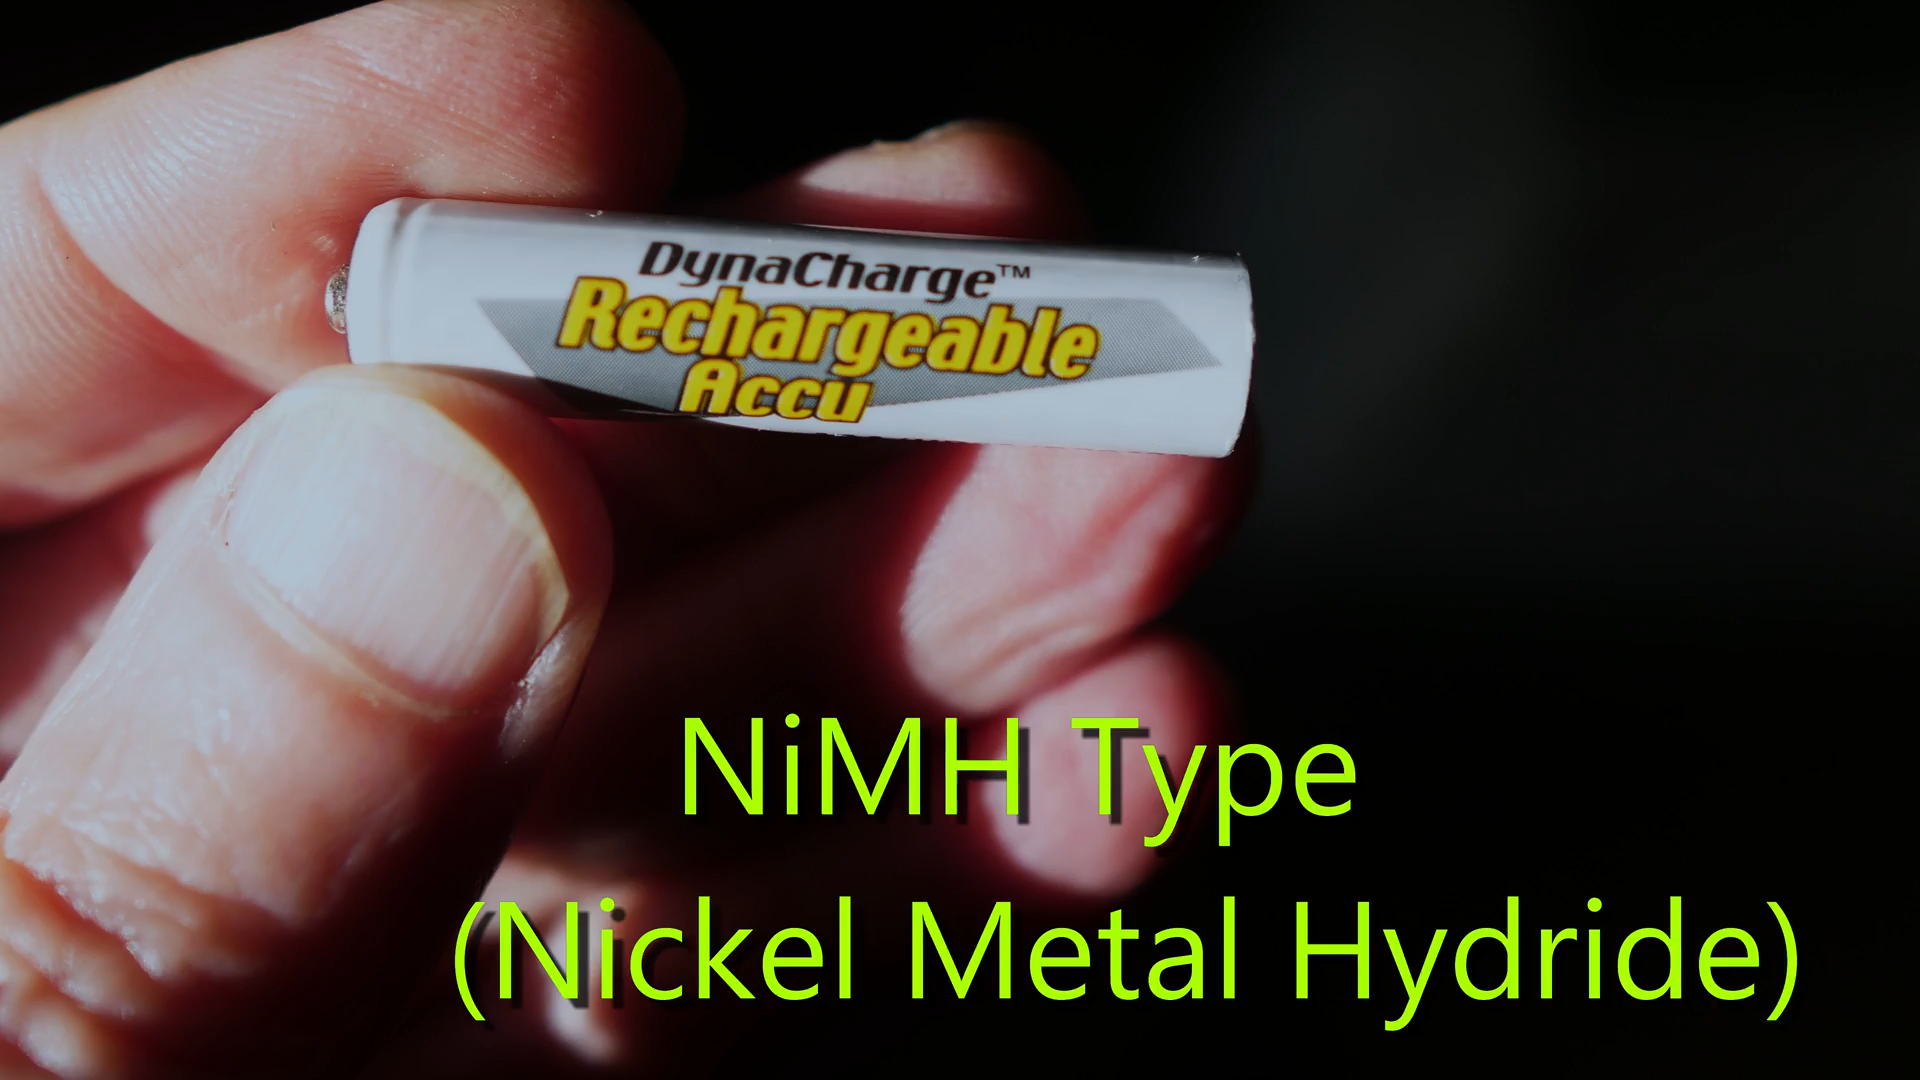 DynaCharge™
Rechargeable
Accu
NiMH Type
(Nickel Metal Hydride)